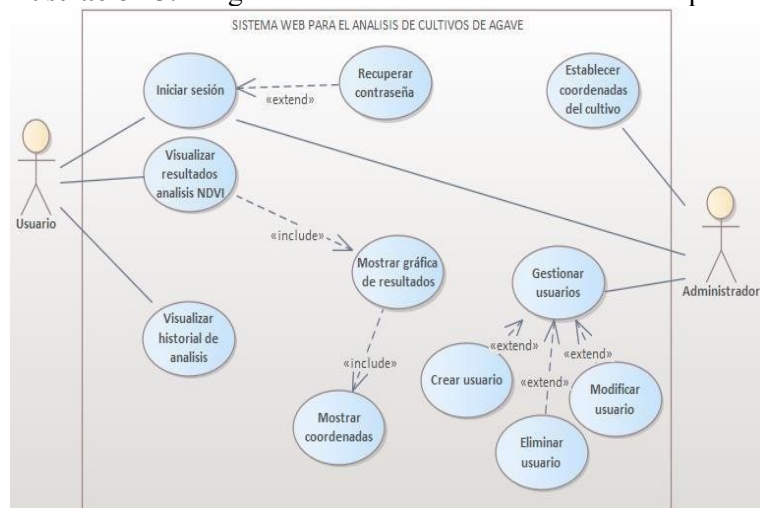 SISTEMA WEB PARA EL ANALISIS DE CULTIVOS DE AGAVE
Iniciar sesión
«extend»
Recuperar
contraseña
Establecer
coordenadas
del cultivo
Usuario
Visualizar
resultados
analisis NDVI
«include»
Mostrar gráfica
de resultados
Gestionar
usuarios
Administrador
Visualizar
historial de
analisis
«include»
Mostrar
coordenadas
«extend»
«extend»
«extend»
Crear usuario
Eliminar
usuario
Modificar
usuario